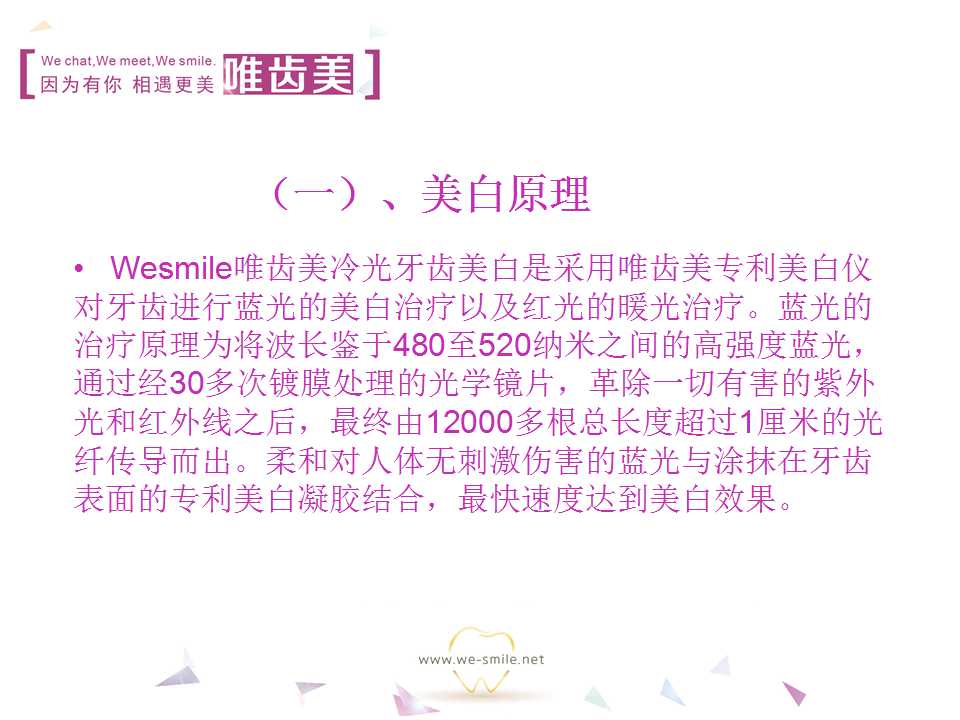 We chat,We meet,We smile.
因为有你 相遇更美
唯齿美
（一）、美白原理
• Wesmile唯齿美冷光牙齿美白是采用唯齿美专利美白仪
对牙齿进行蓝光的美白治疗以及红光的暖光治疗。蓝光的
治疗原理为将波长鉴于480至520纳米之间的高强度蓝光，
通过经30多次镀膜处理的光学镜片，革除一切有害的紫外
光和红外线之后，最终由12000多根总长度超过1厘米的光
纤传导而出。柔和对人体无刺激伤害的蓝光与涂抹在牙齿
表面的专利美白凝胶结合，最快速度达到美白效果。
www.we-smile.net